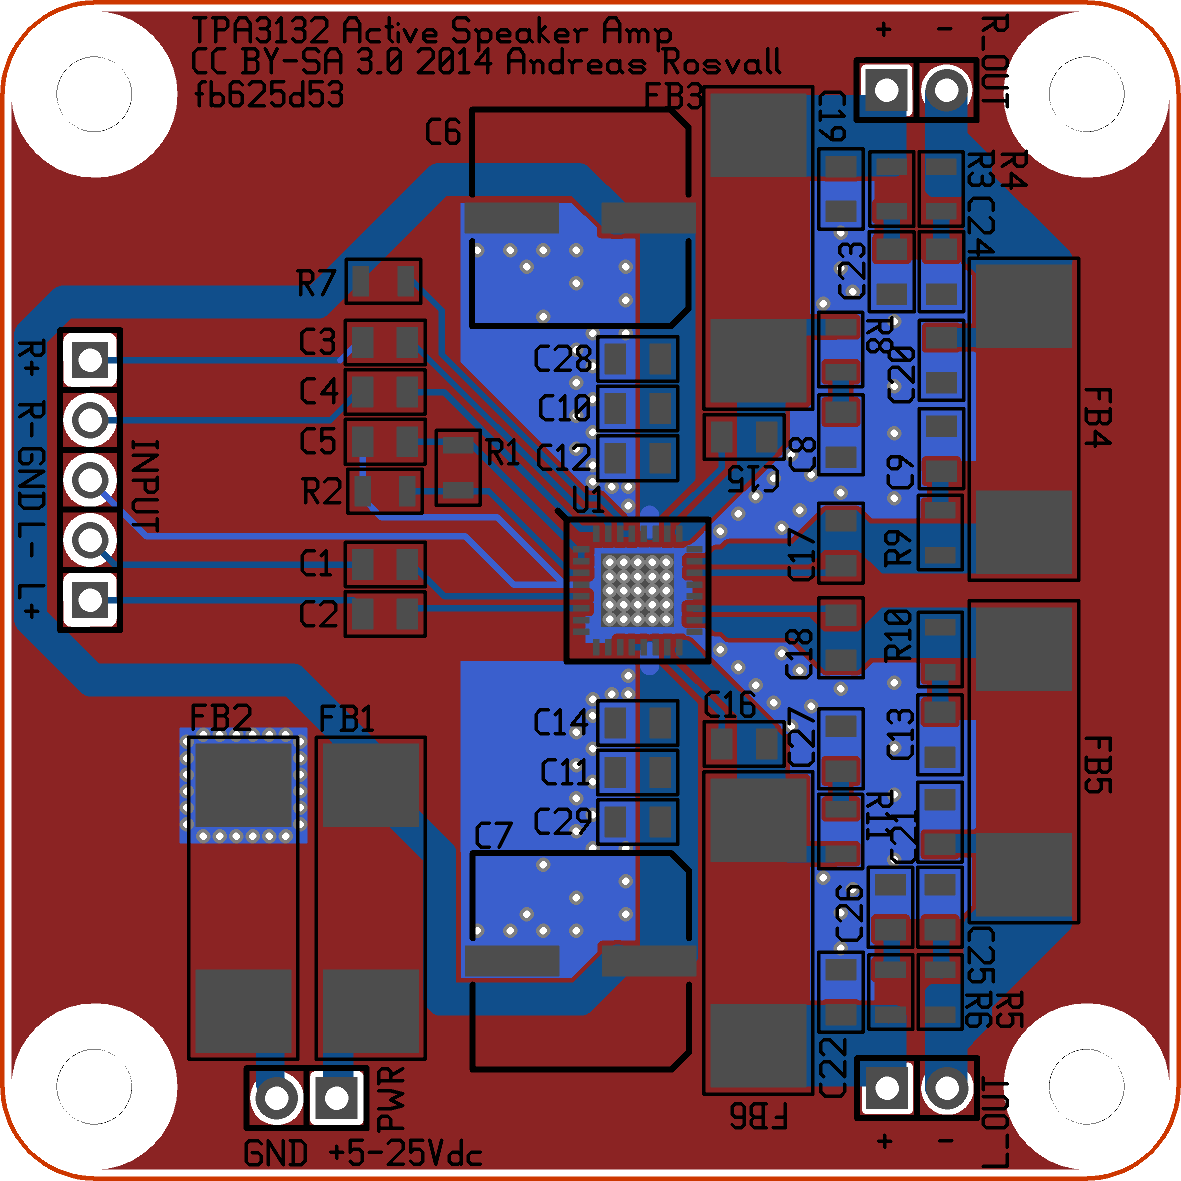 TPA3132 Active Speaker Amp
CC BY-SA 3.0 2014 Andreas Rosvall
fb625d53
+ -
R_OUT
FB3
C19
C6
R3
R4
C24
C23
R7
C3
C28
R8
C20
FB4
R+
R-
GND
L-
L+
INPUT
C4
C10
C5
R1
C12
C15
C8
C9
R2
U1
C17
R9
C1
C2
C18
R10
FB2
FB1
C14
C16
C27
C13
FB5
C11
C29
C7
R11
C21
C26
C25
R6
R5
C22
FB6
PWR
GND +5-25Vdc
L_OUT
+ -